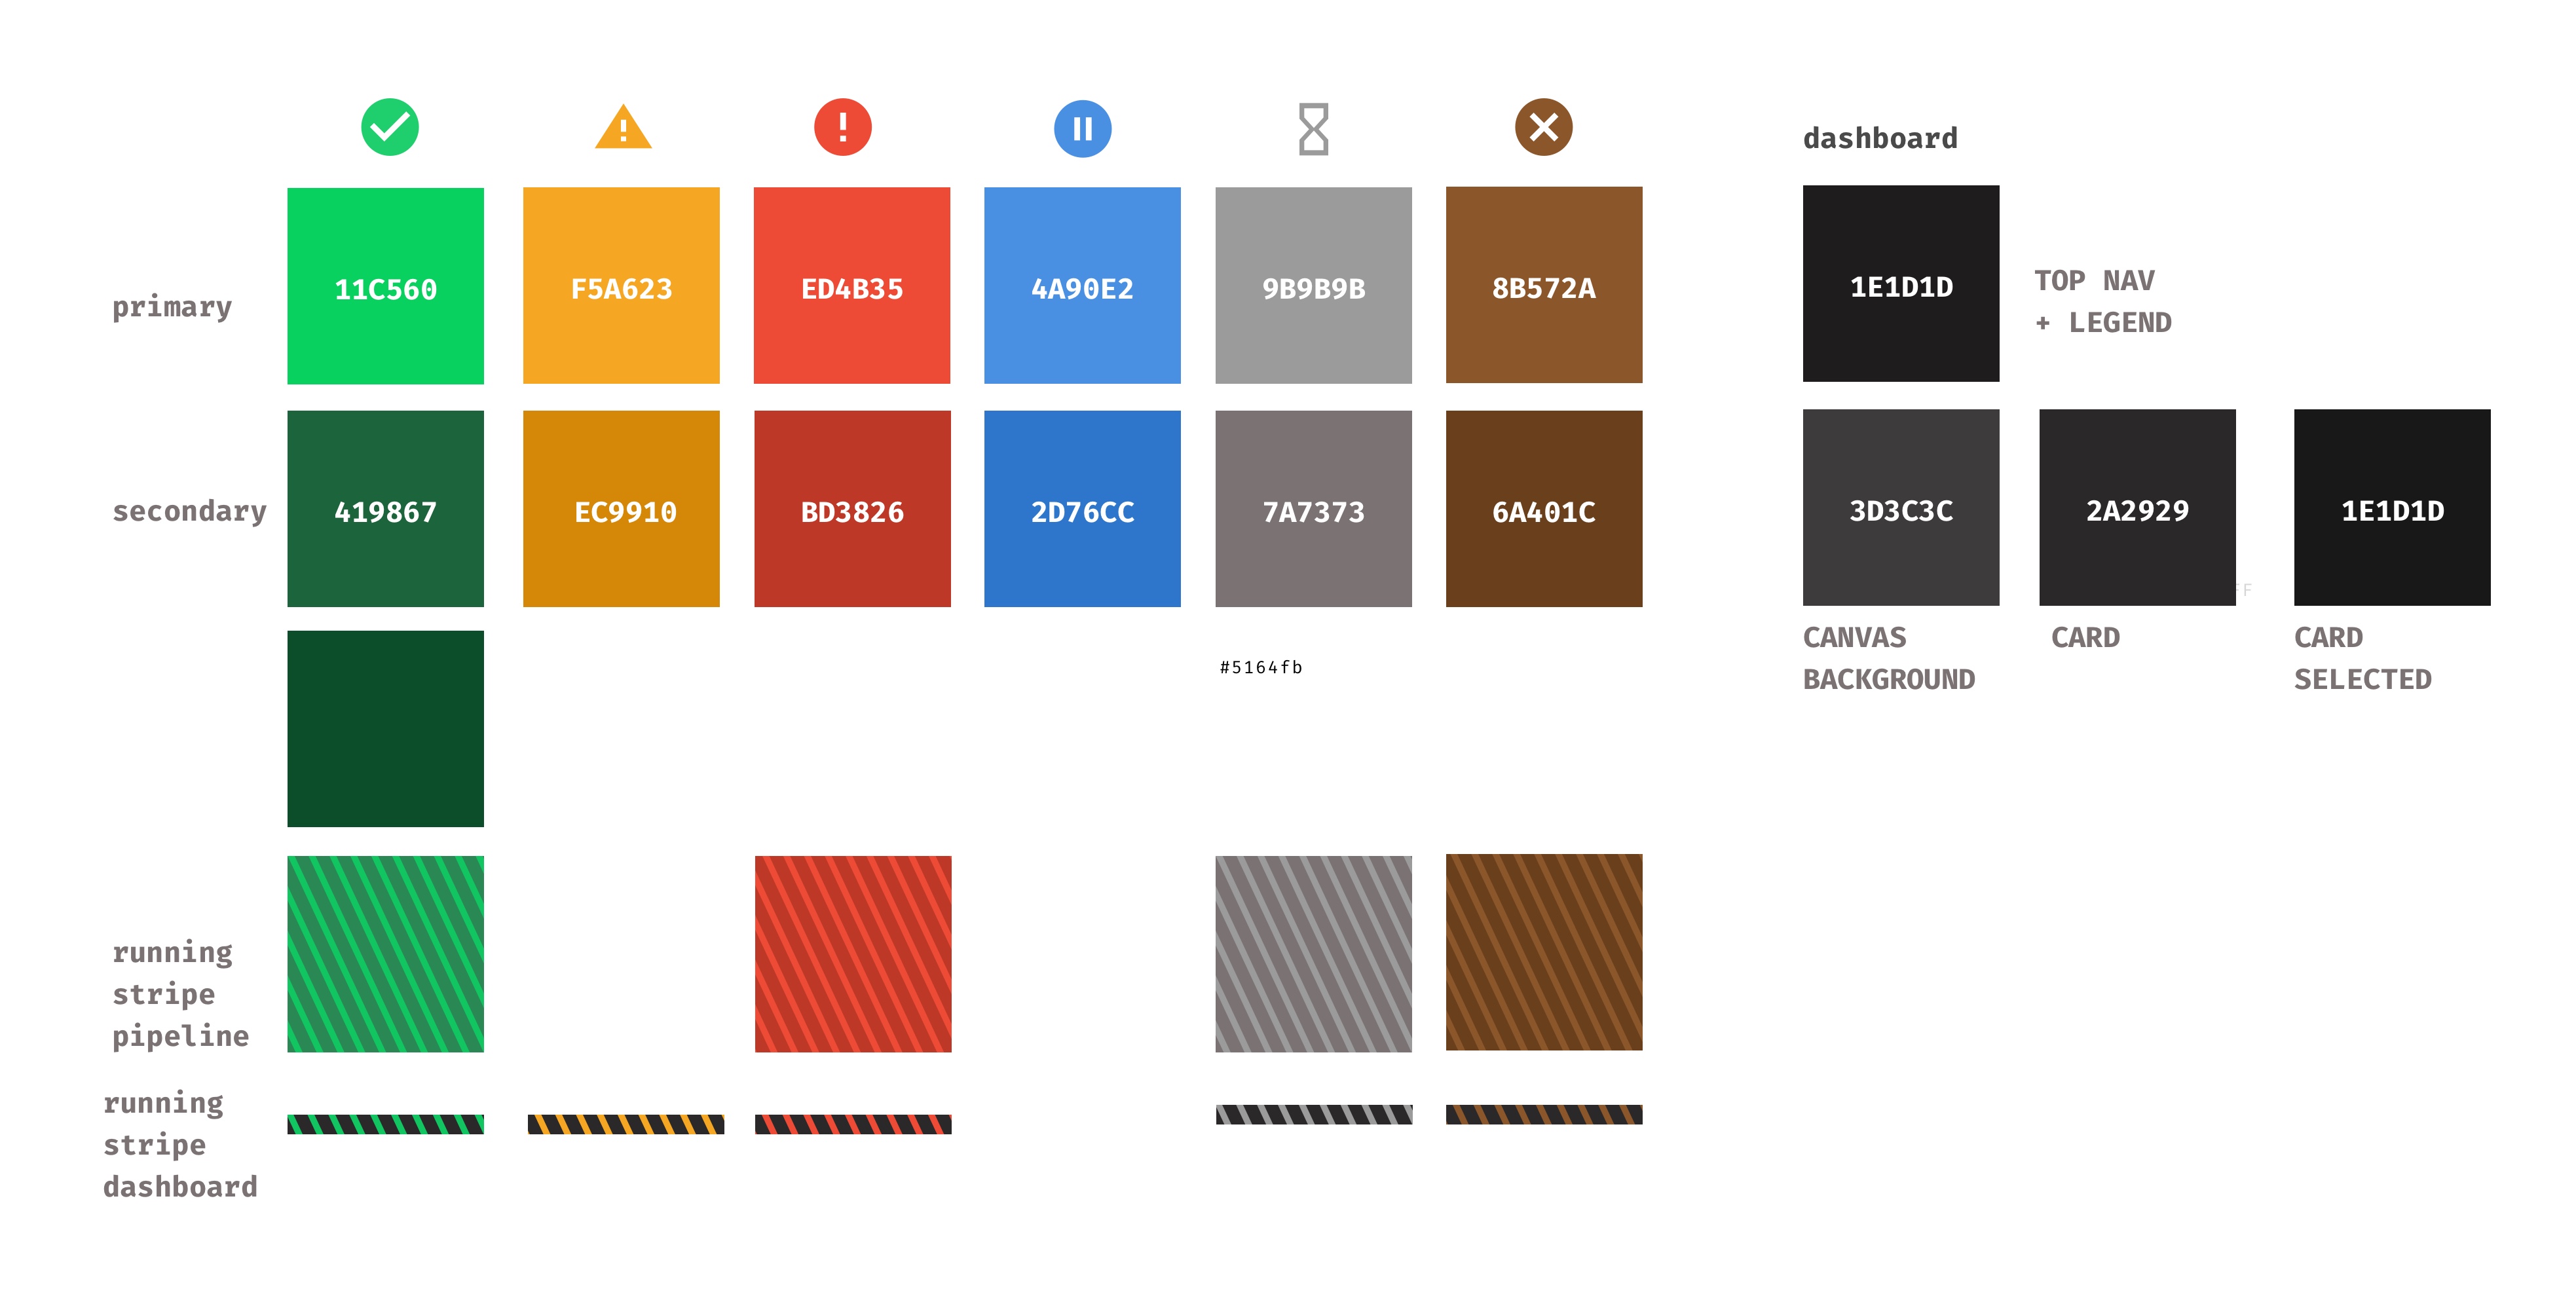 dashboard
primary
11C560
F5A623
ED4B35
4A90E2
9B9B9B
8B572A
1E1D1D
TOP NAV
+ LEGEND
secondary
419867
EC9910
BD3826
2D76CC
7A7373
6A401C
3D3C3C
2A2929
1E1D1D
CANVAS
BACKGROUND
CARD
CARD
SELECTED
#5164fb
running
stripe
pipeline
running
stripe
dashboard